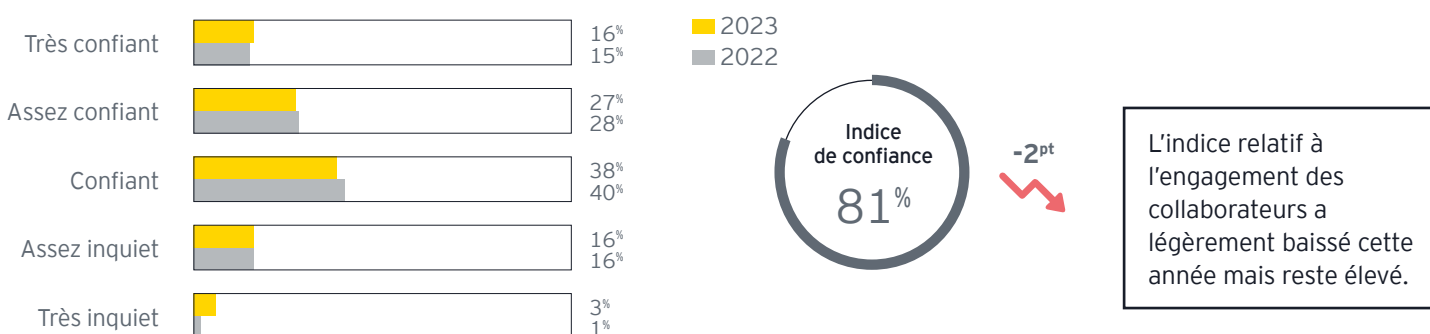 Très confiant
16%
15%
Assez confiant
27%
28%
Confiant
38%
40%
Assez inquiet
16%
16%
Très inquiet
3%
1%
2023
2022
Indice
de confiance
81%
-2pt
L'indice relatif à
l'engagement des
collaborateurs a
légèrement baissé cette
année mais reste élevé.